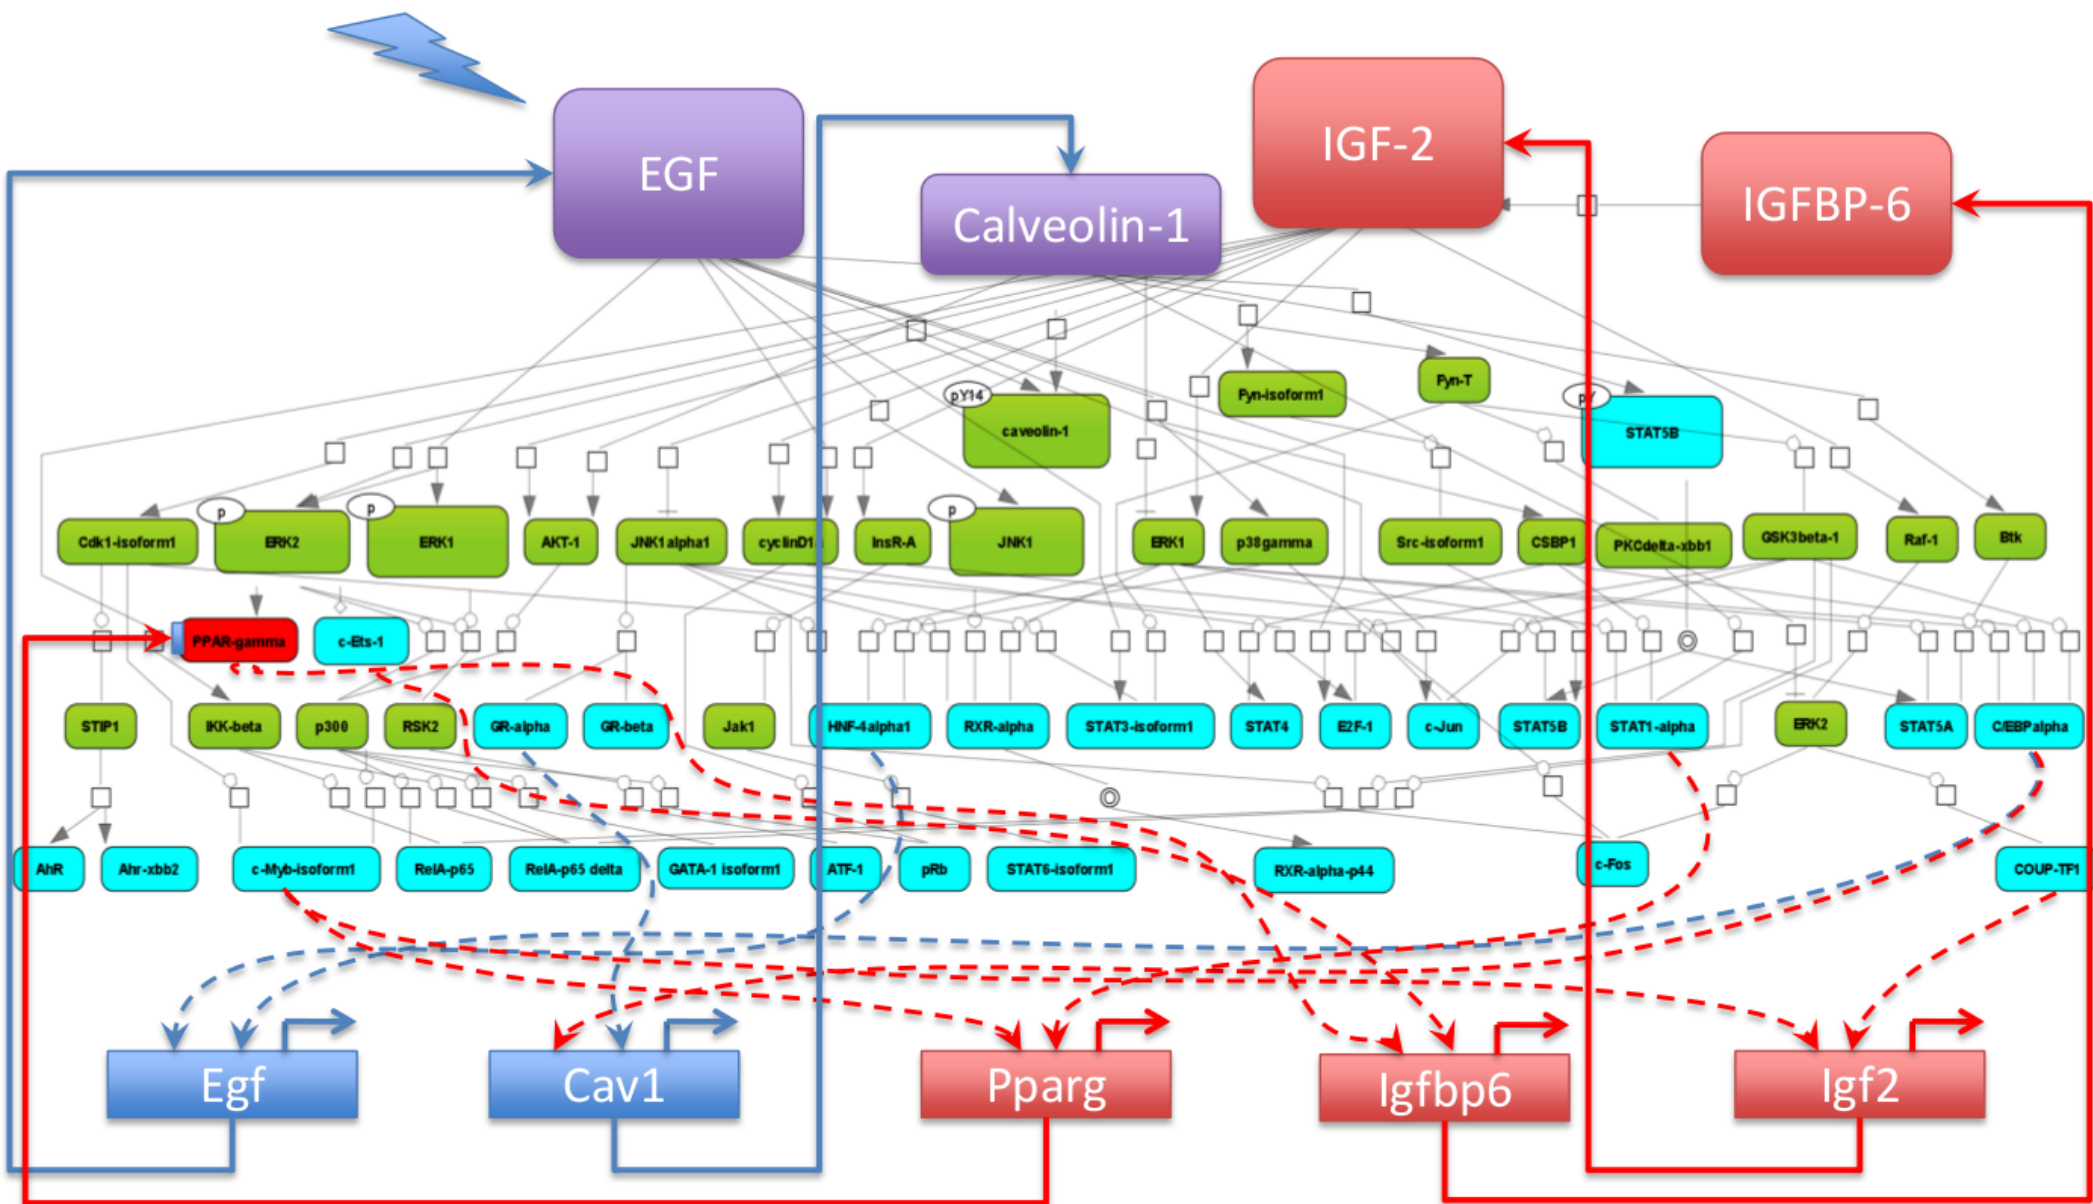 EGF
Calveolin-1
IGF-2
IGFBP-6
pY14
caveolin-1
Fyn-isoform1
Fyn-T
pY
STAT5B
Cdk1-isoform1
p
ERK2
p
ERK1
AKT-1
JNK1alpha1
cyclinD1a
InsR-A
p
JNK1
ERK1
p38gamma
Src-isoform1
CSBP1
PKCdelta-xbb1
GSK3beta-1
Raf-1
Btk
PPAR-gamma
c-Ets-1
STIP1
IKK-beta
p300
RSK2
GR-alpha
GR-beta
Jak1
HNF-4alpha1
RXR-alpha
STAT3-isoform1
STAT4
E2F-1
c-Jun
STAT5B
STAT1-alpha
ERK2
STAT5A
C/EBPalpha
AhR
Ahr-xbb2
c-Myb-isoform1
RelA-p65
RelA-p65 delta
GATA-1 isoform1
ATF-1
pRb
STAT6-isoform1
RXR-alpha-p44
c-Fos
COUP-TF1
Egf
Cav1
Pparg
Igfbp6
Igf2